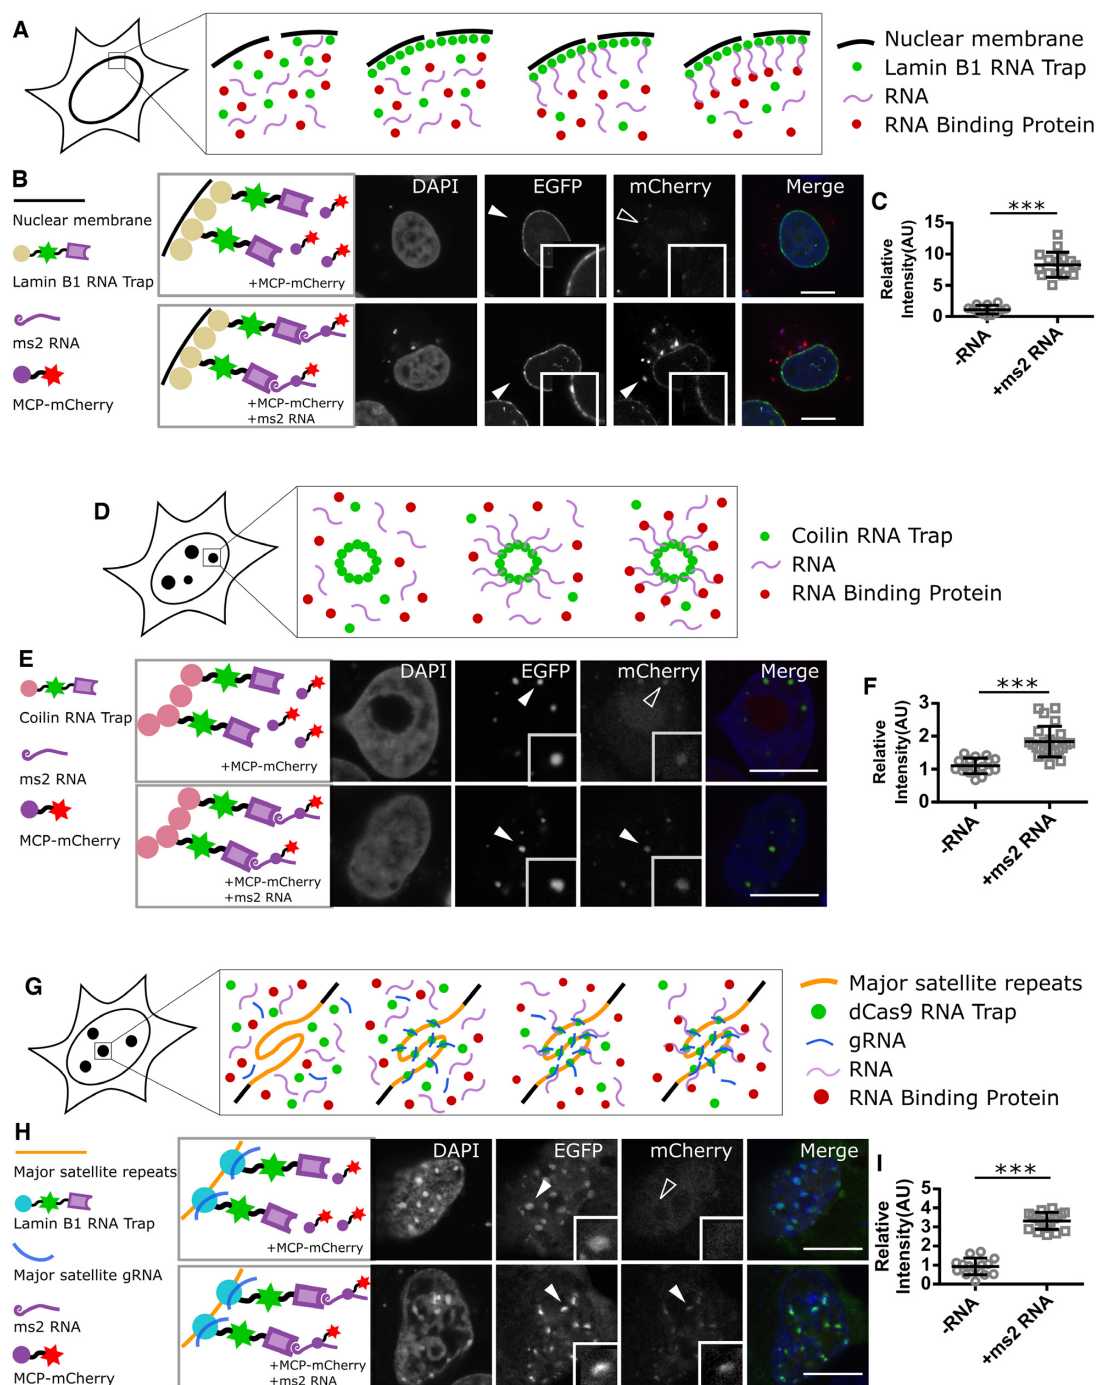 A
Nuclear membrane
Lamin B1 RNA Trap
RNA
RNA Binding Protein
B
Nuclear membrane
Lamin B1 RNA Trap
ms2 RNA
MCP-mCherry
+MCP-mCherry
+MCP-mCherry
+ms2 RNA
DAPI
EGFP
mCherry
Merge
C
Relative
Intensity(AU)
15
10
5
0
***
-RNA
+ms2 RNA
D
Coilin RNA Trap
RNA
RNA Binding Protein
E
Coilin RNA Trap
ms2 RNA
MCP-mCherry
+MCP-mCherry
+MCP-mCherry
+ms2 RNA
DAPI
EGFP
mCherry
Merge
F
Relative
Intensity(AU)
3
2
1
0
***
-RNA
+ms2 RNA
G
Major satellite repeats
dCas9 RNA Trap
gRNA
RNA
RNA Binding Protein
H
Major satellite repeats
Lamin B1 RNA Trap
Major satellite gRNA
ms2 RNA
MCP-mCherry
+MCP-mCherry
+MCP-mCherry
+ms2 RNA
DAPI
EGFP
mCherry
Merge
I
Relative
Intensity(AU)
5
4
3
2
1
0
***
-RNA
+ms2 RNA